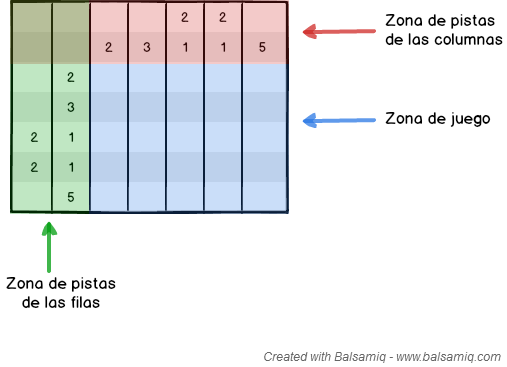 2 2
2 3 1 1 5
Zona de pistas
de las columnas
2
3
2 1
2 1
5
Zona de juego
Zona de pistas
de las filas
Created with Balsamiq - www.balsamiq.com